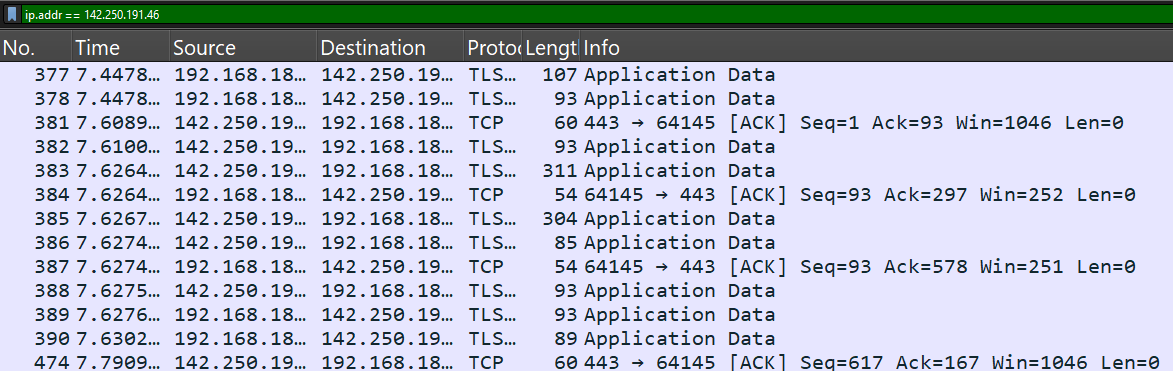 ip.addr == 142.250.191.46
No. Time Source Destination Protoc Lengtl Info
377 7.4478… 192.168.18… 142.250.19… TLS… 107 Application Data
378 7.4478… 192.168.18… 142.250.19… TLS… 93 Application Data
381 7.6089… 142.250.19… 192.168.18… TCP 60 443 → 64145 [ACK] Seq=1 Ack=93 Win=1046 Len=0
382 7.6100… 142.250.19… 192.168.18… TLS… 93 Application Data
383 7.6264… 142.250.19… 192.168.18… TLS… 311 Application Data
384 7.6264… 192.168.18… 142.250.19… TCP 54 64145 → 443 [ACK] Seq=93 Ack=297 Win=252 Len=0
385 7.6267… 142.250.19… 192.168.18… TLS… 304 Application Data
386 7.6274… 142.250.19… 192.168.18… TLS… 85 Application Data
387 7.6274… 192.168.18… 142.250.19… TCP 54 64145 → 443 [ACK] Seq=93 Ack=578 Win=251 Len=0
388 7.6275… 142.250.19… 192.168.18… TLS… 93 Application Data
389 7.6276… 192.168.18… 142.250.19… TLS… 93 Application Data
390 7.6302… 192.168.18… 142.250.19… TLS… 89 Application Data
474 7.7909… 142.250.19… 192.168.18… TCP 60 443 → 64145 [ACK] Seq=617 Ack=167 Win=1046 Len=0